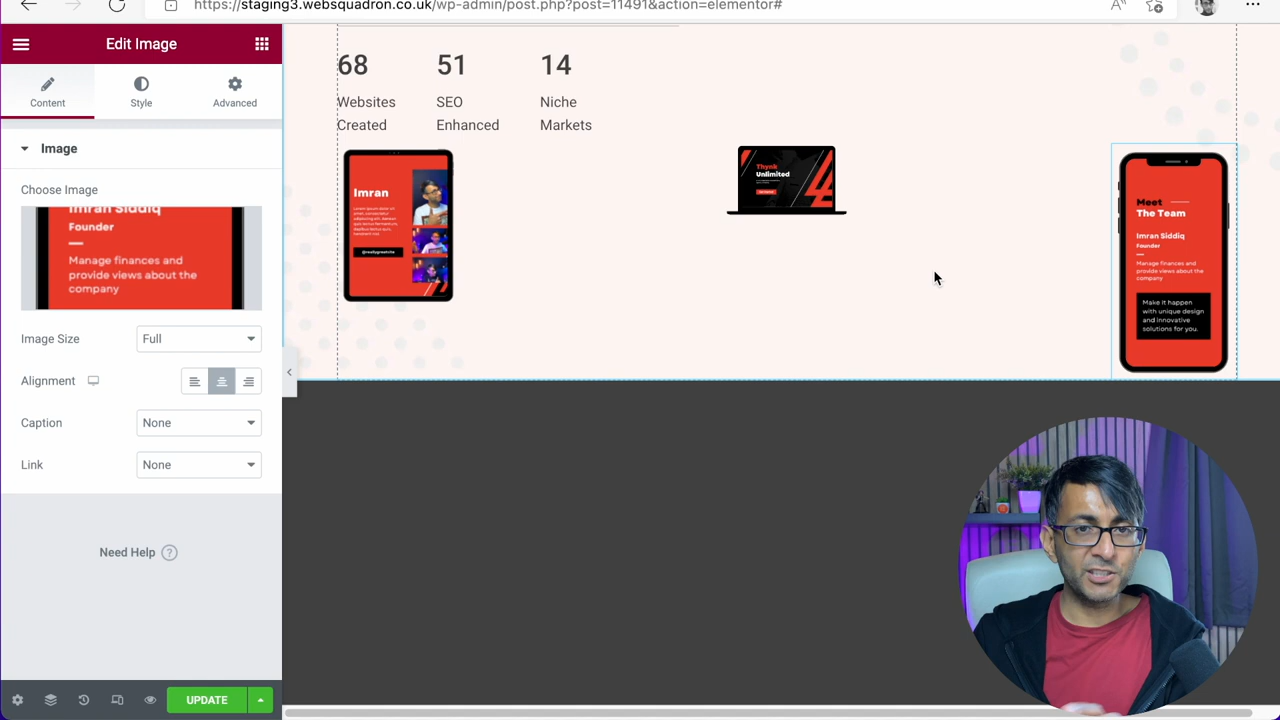 https://staging3.websquadron.co.uk/wp-admin/post.php?post=11491&action=elementor#
Edit Image
Content
Style
Advanced
Image
Choose Image
Imran Siddiq
Founder
Manage finances and
provide views about the
company
Image Size
Full
Alignment
Caption
None
Link
None
Need Help
?
UPDATE
68
51
14
Websites
Created
SEO
Enhanced
Niche
Markets
Imran
Thynk
Unlimited
Meet
The Team
Imran Siddiq
Founder
Manage finances and
provide views about the
company
Make it happen
with unique design
and innovative
solutions for you.